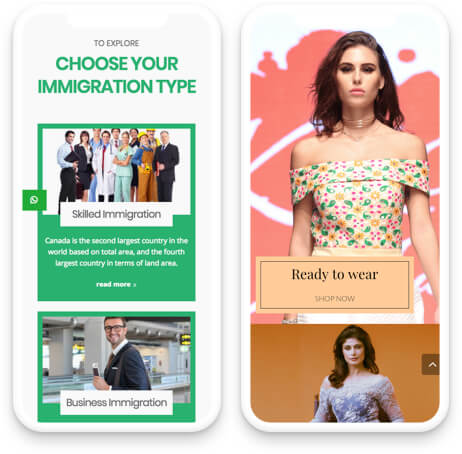 TO EXPLORE
CHOOSE YOUR
IMMIGRATION TYPE
Skilled Immigration
Canada is the second largest country in the
world based on total area, and the fourth
largest country in terms of land area.
read more >
Business Immigration
Ready to wear
SHOP NOW